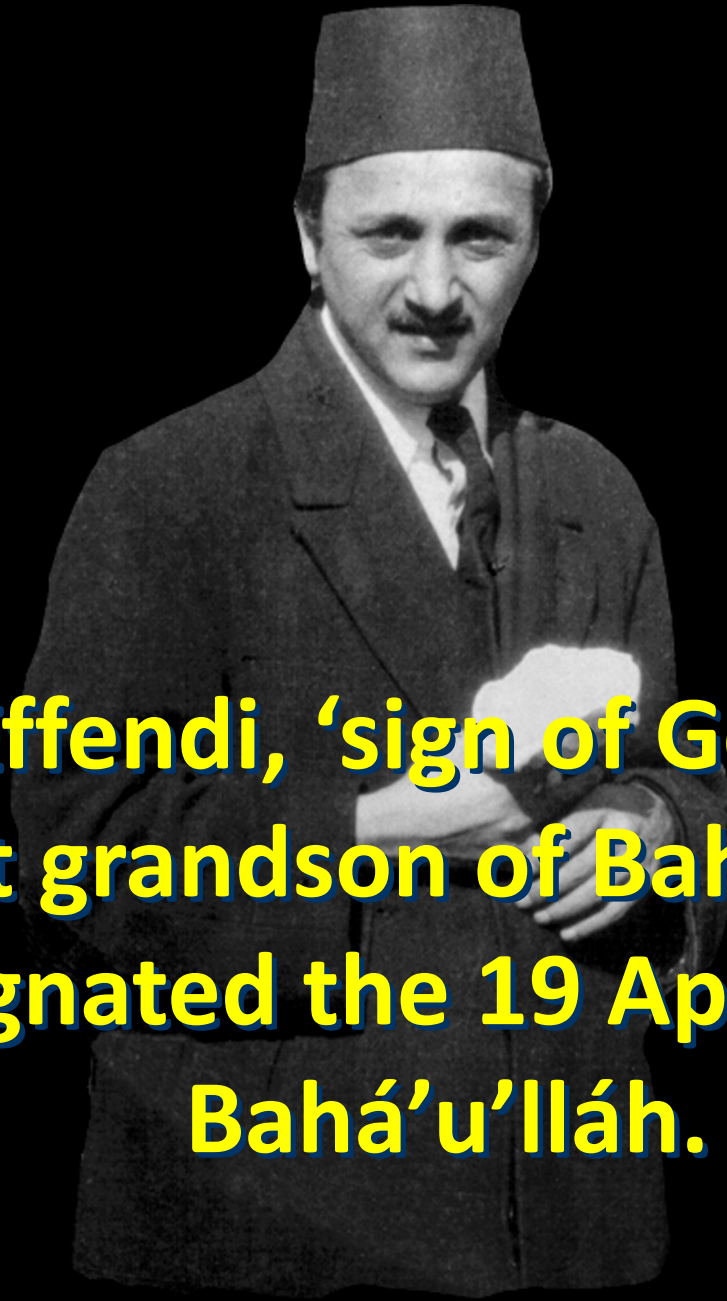 ffendi, ‘sign of G
t grandson of Bah
gnated the 19 Ap
Bahá’u’lláh.